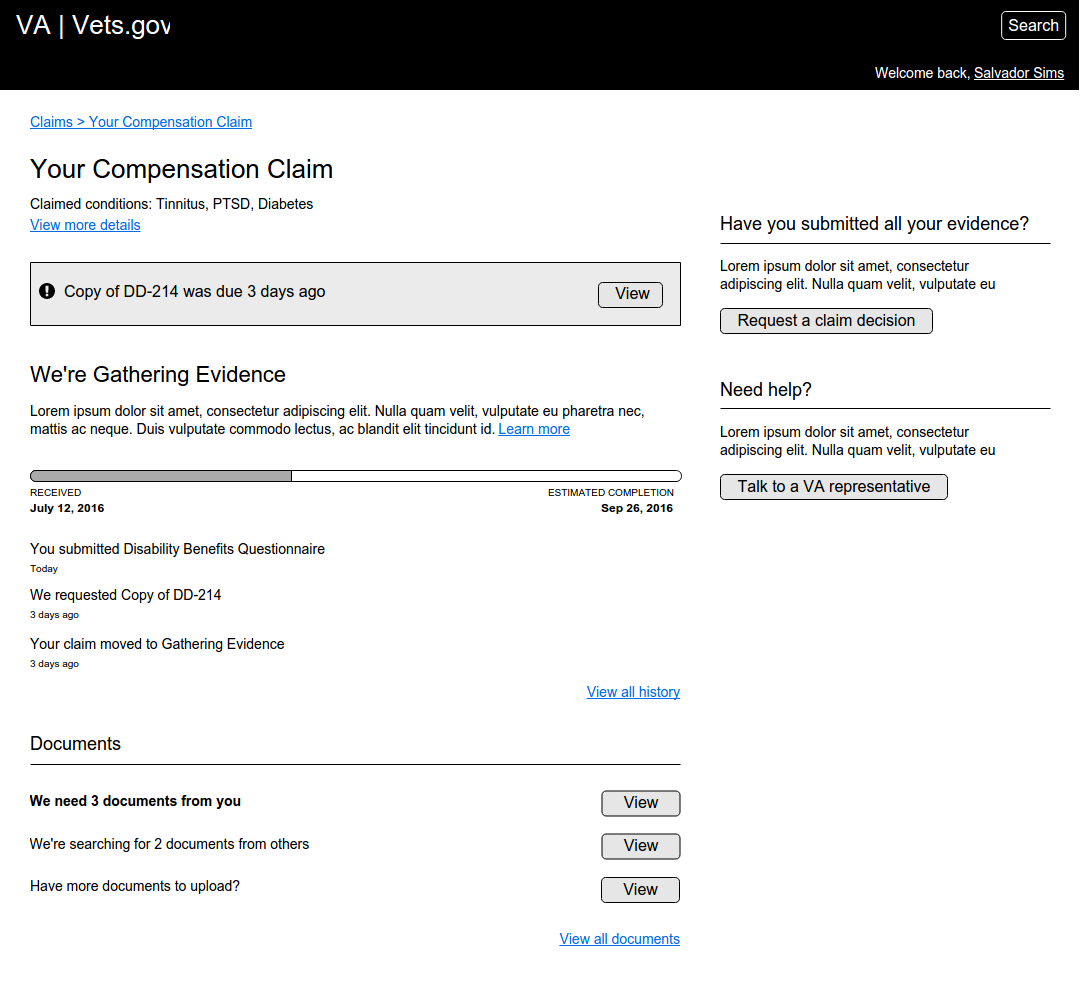 VA | Vets.gov
Search
Welcome back, Salvador Sims
Claims > Your Compensation Claim
Your Compensation Claim
Claimed conditions: Tinnitus, PTSD, Diabetes
View more details
Copy of DD-214 was due 3 days ago
View
We're Gathering Evidence
Lorem ipsum dolor sit amet, consectetur adipiscing elit. Nulla quam velit, vulputate eu pharetra nec,
mattis ac neque. Duis vulputate commodo lectus, ac blandit elit tincidunt id. Learn more
RECEIVED
July 12, 2016
ESTIMATED COMPLETION
Sep 26, 2016
You submitted Disability Benefits Questionnaire
Today
We requested Copy of DD-214
3 days ago
Your claim moved to Gathering Evidence
3 days ago
View all history
Documents
We need 3 documents from you
View
We're searching for 2 documents from others
View
Have more documents to upload?
View
View all documents
Have you submitted all your evidence?
Lorem ipsum dolor sit amet, consectetur
adipiscing elit. Nulla quam velit, vulputate eu
Request a claim decision
Need help?
Lorem ipsum dolor sit amet, consectetur
adipiscing elit. Nulla quam velit, vulputate eu
Talk to a VA representative